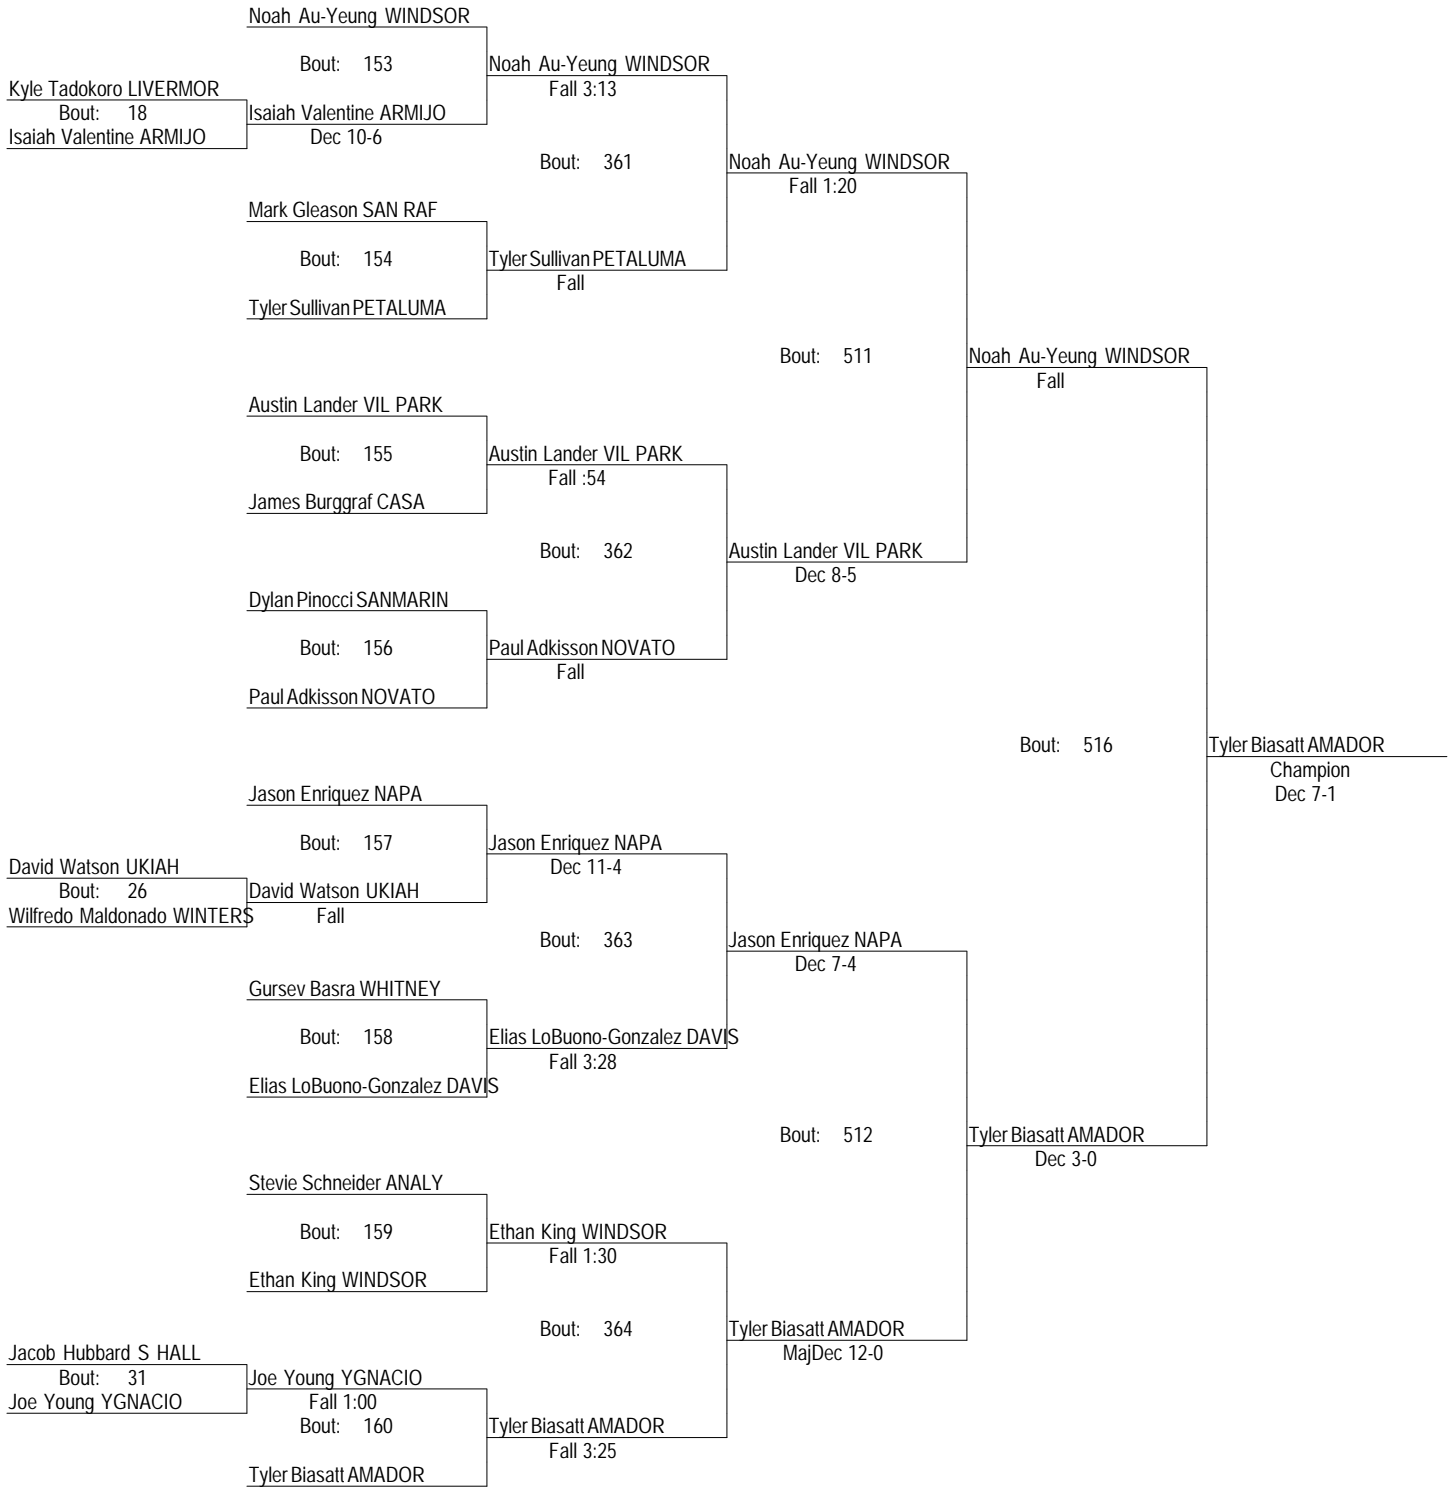 Noah Au-Yeung WINDSOR
Bout: 153
Noah Au-Yeung WINDSOR
Fall 3:13
Kyle Tadokoro LIVERMOR
Bout: 18
Isaiah Valentine ARMIJO
Isaiah Valentine ARMIJO
Dec 10-6
Bout: 361
Noah Au-Yeung WINDSOR
Fall 1:20
Mark Gleason SAN RAF
Bout: 154
Tyler Sullivan PETALUMA
Fall
Tyler Sullivan PETALUMA
Bout: 511
Noah Au-Yeung WINDSOR
Fall
Austin Lander VIL PARK
Bout: 155
Austin Lander VIL PARK
Fall :54
James Burggraf CASA
Bout: 362
Austin Lander VIL PARK
Dec 8-5
Dylan Pinocci SANMARIN
Bout: 156
Paul Adkisson NOVATO
Fall
Paul Adkisson NOVATO
Bout: 516
Tyler Biasatt AMADOR
Champion
Dec 7-1
Jason Enriquez NAPA
Bout: 157
Jason Enriquez NAPA
Dec 11-4
David Watson UKIAH
Bout: 26
Wilfredo Maldonado WINTERS
David Watson UKIAH
Fall
Bout: 363
Jason Enriquez NAPA
Dec 7-4
Gursev Basra WHITNEY
Bout: 158
Elias LoBuono-Gonzalez DAVIS
Fall 3:28
Elias LoBuono-Gonzalez DAVIS
Bout: 512
Tyler Biasatt AMADOR
Dec 3-0
Stevie Schneider ANALY
Bout: 159
Ethan King WINDSOR
Fall 1:30
Ethan King WINDSOR
Bout: 364
Tyler Biasatt AMADOR
MajDec 12-0
Jacob Hubbard S HALL
Bout: 31
Joe Young YGNACIO
Joe Young YGNACIO
Fall 1:00
Bout: 160
Tyler Biasatt AMADOR
Fall 3:25
Tyler Biasatt AMADOR